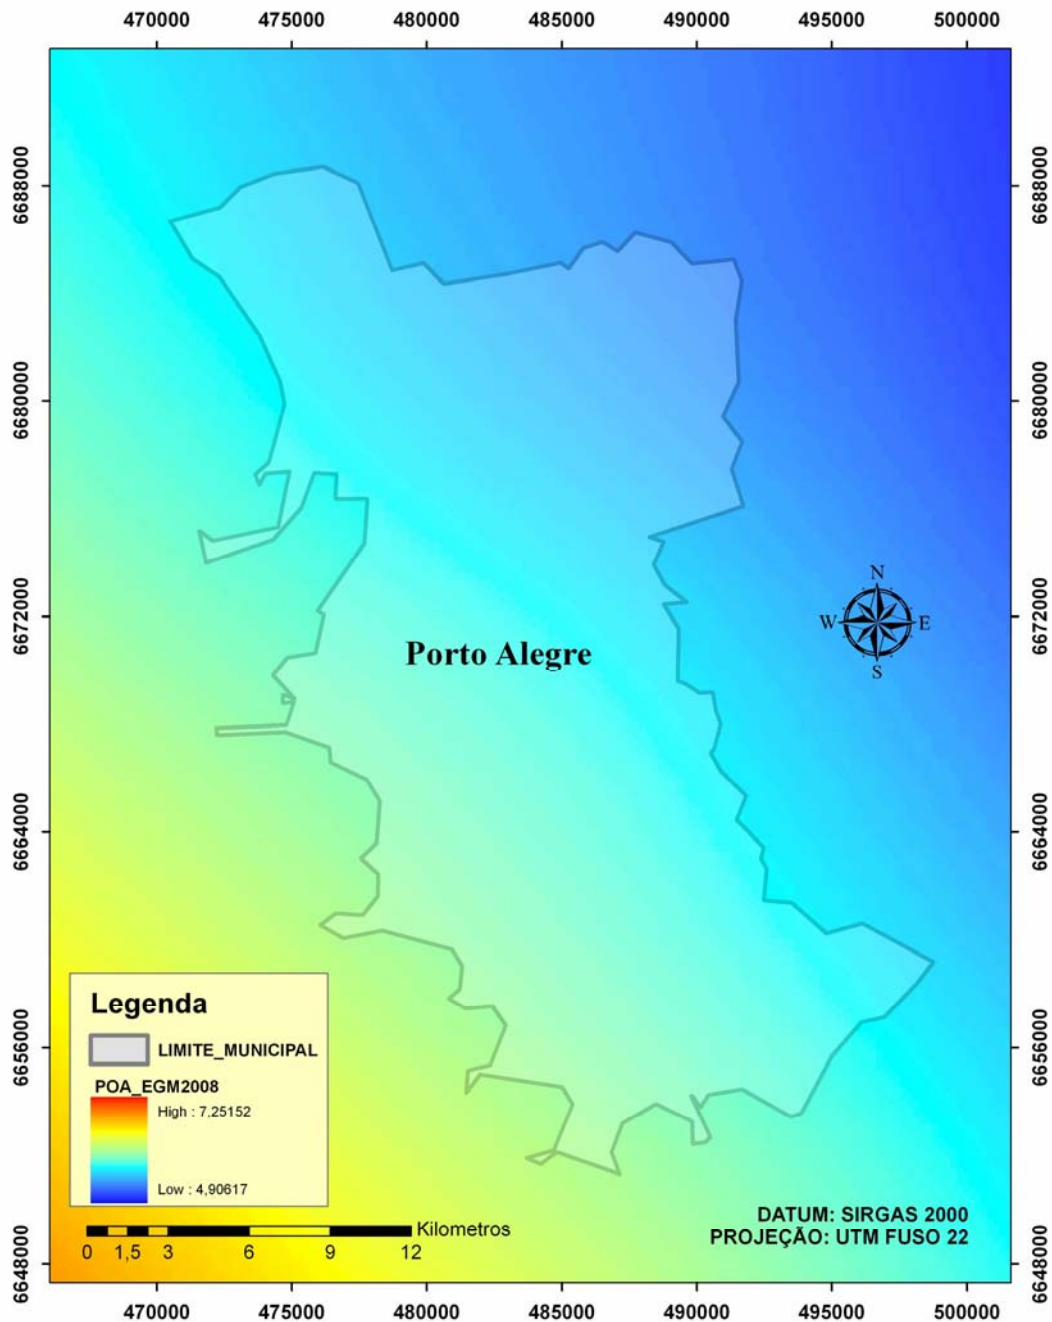 470000 475000 480000 485000 490000 495000 500000
6688000 6688000
6680000 6680000
N
W E
S
6672000 6672000
Porto Alegre
6664000 6664000
Legenda
LIMITE_MUNICIPAL
6656000 6656000
POA_EGM2008
High : 7,25152
Low : 4,90617
Kilometros
0 1,5 3 6 9 12
DATUM: SIRGAS 2000
PROJEÇÃO: UTM FUSO 22
6648000 6648000
470000 475000 480000 485000 490000 495000 500000